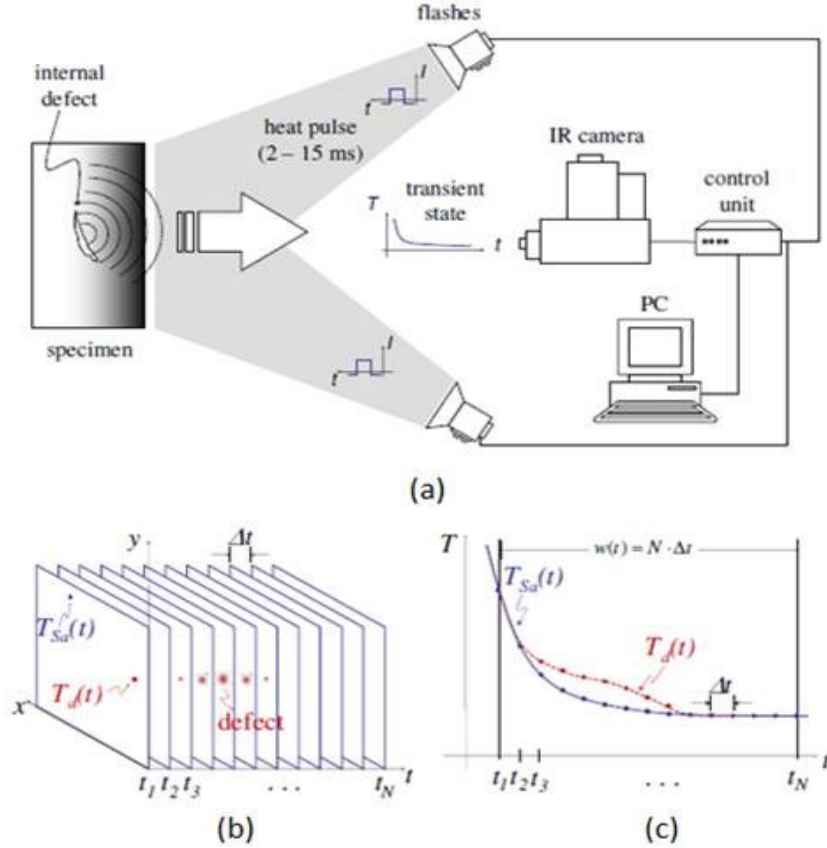 flashes
internal
defect
I
t
heat pulse
(2 – 15 ms)
IR camera
control
unit
transient
state
T
t
PC
I
t
specimen
(a)
y
Δt
T_Sa(t)
T_d(t)
defect
x
t_1 t_2 t_3 . . . t_N
t
(b)
T
w(t) = N · Δt
T_Sa(t)
T_d(t)
Δt
t
t_1 t_2 t_3 . . . t_N
(c)